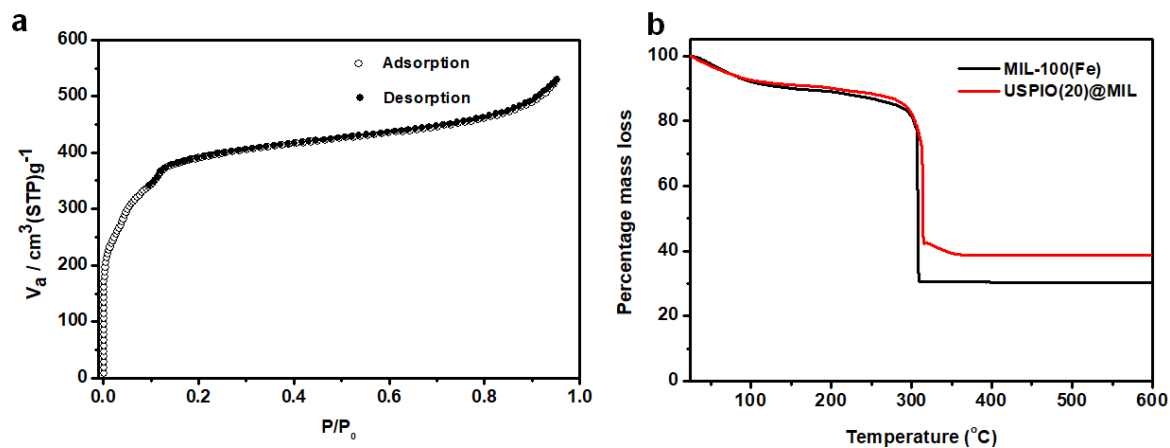 a
600
500
400
300
200
100
0
Va / cm³(STP)g⁻¹
Adsorption
Desorption
0.0 0.2 0.4 0.6 0.8 1.0
P/P₀
b
100
80
60
40
20
0
Percentage mass loss
MIL-100(Fe)
USPIO(20)@MIL
100 200 300 400 500 600
Temperature (°C)